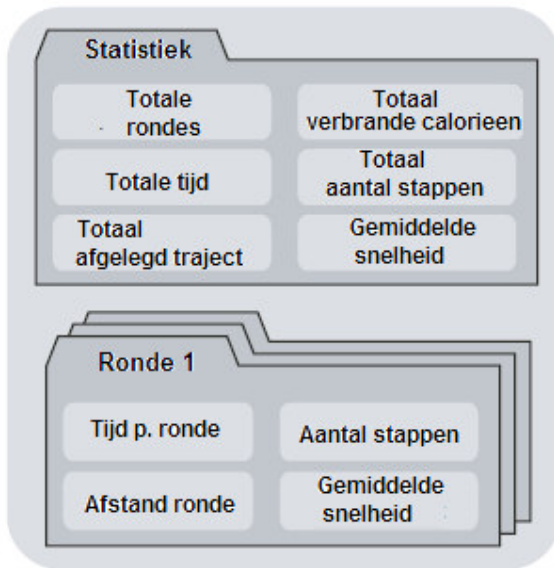 Statistiek
Totale
rondes
Totaal
verbrande calorieen
Totale tijd
Totaal
aantal stappen
Totaal
afgelegd traject
Gemiddelde
snelheid
Ronde 1
Tijd p. ronde
Aantal stappen
Afstand ronde
Gemiddelde
snelheid